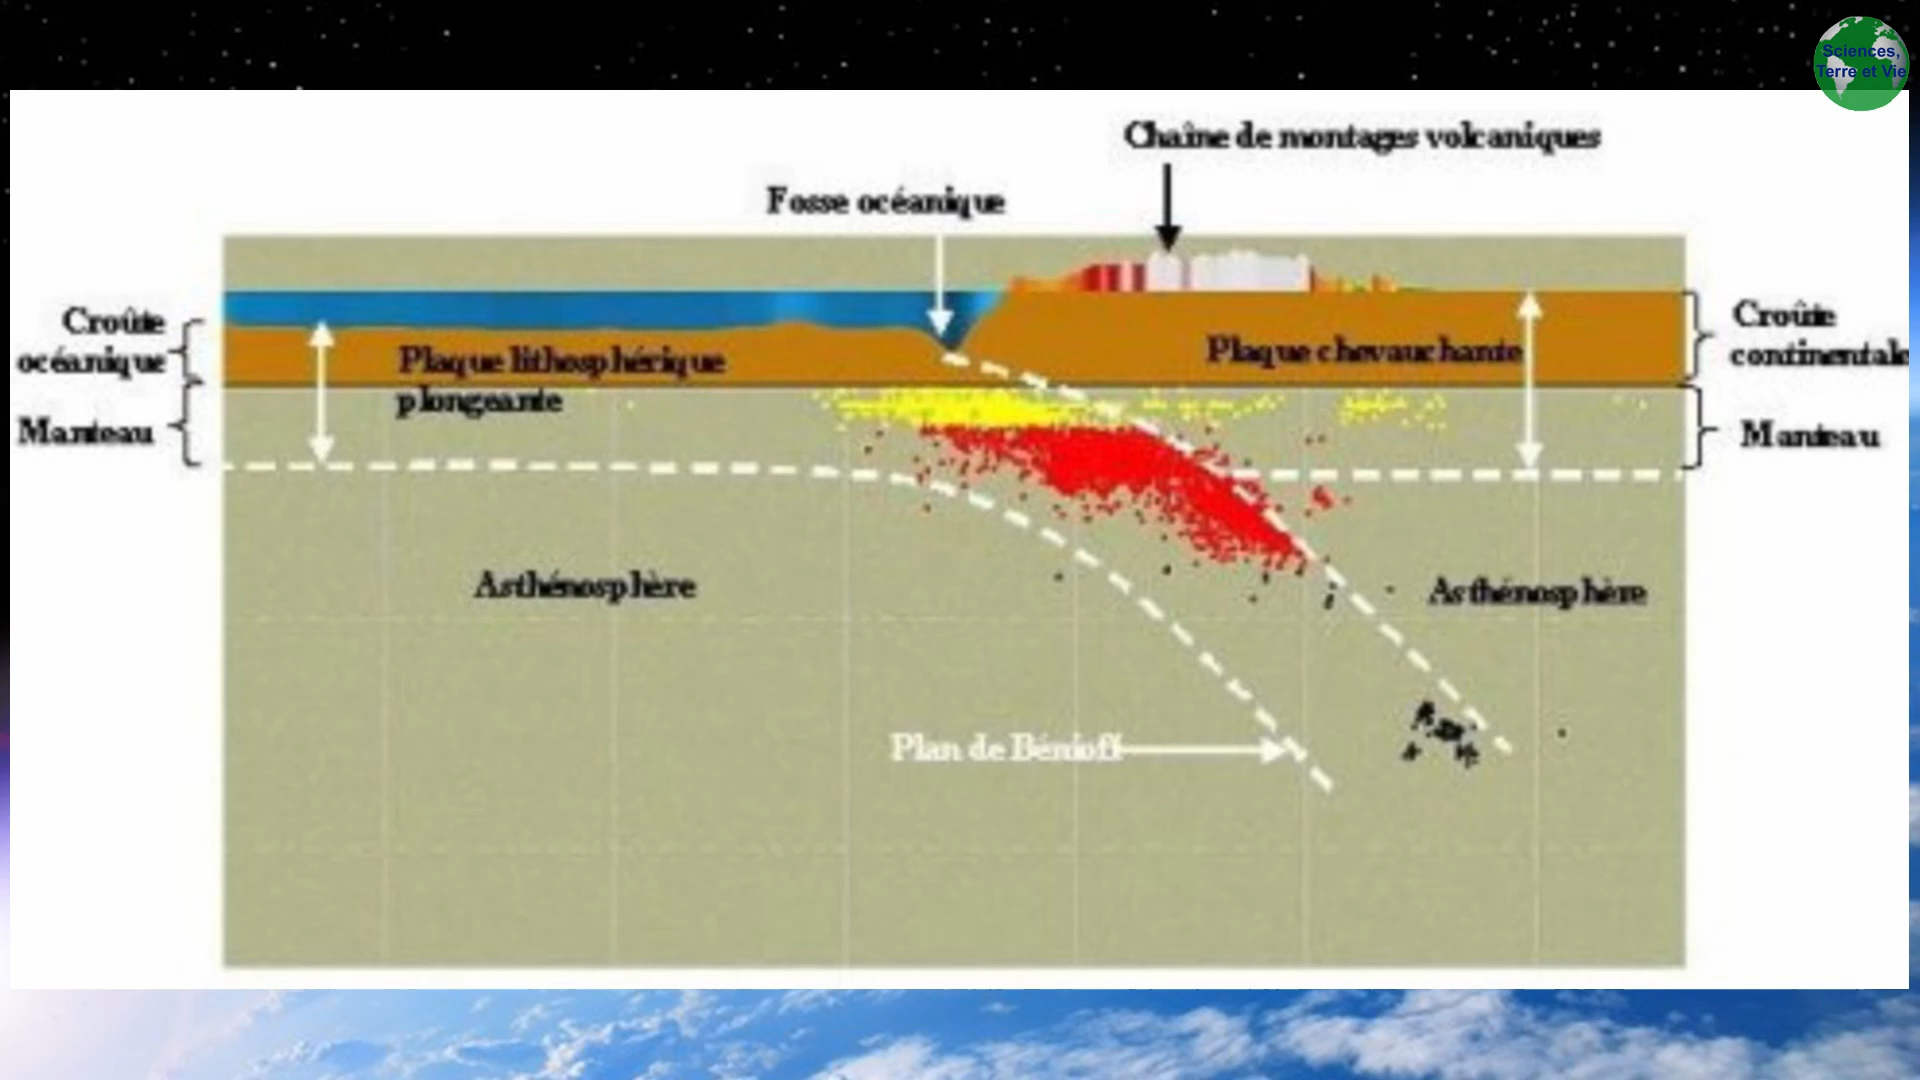 Sciences,
Terre et Vie
Chaîne de montages volcaniques
Fosse océanique
Croûte
océanique
Plaque lithosphérique
plongeante
Plaque chevauchante
Croûte
continentale
Manteau
Manteau
Asthénosphère
Asthénosphère
Plan de Bénioff